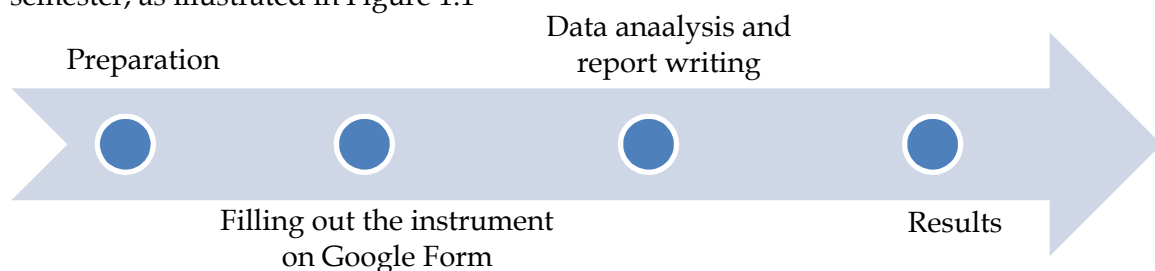 semester, as illustrated in Figure 1.1
Preparation
Filling out the instrument
on Google Form
Data anaalysis and
report writing
Results